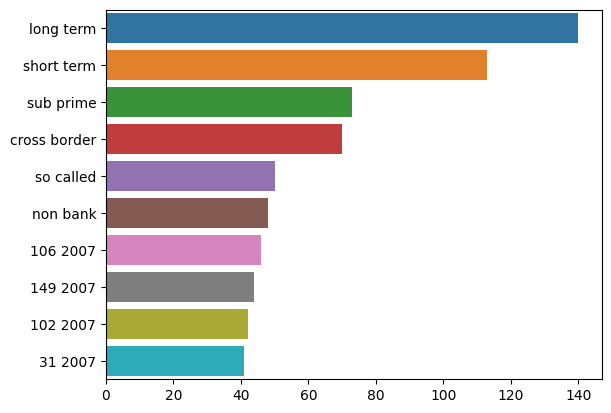 long term
short term
sub prime
cross border
so called
non bank
106 2007
149 2007
102 2007
31 2007
0 20 40 60 80 100 120 140